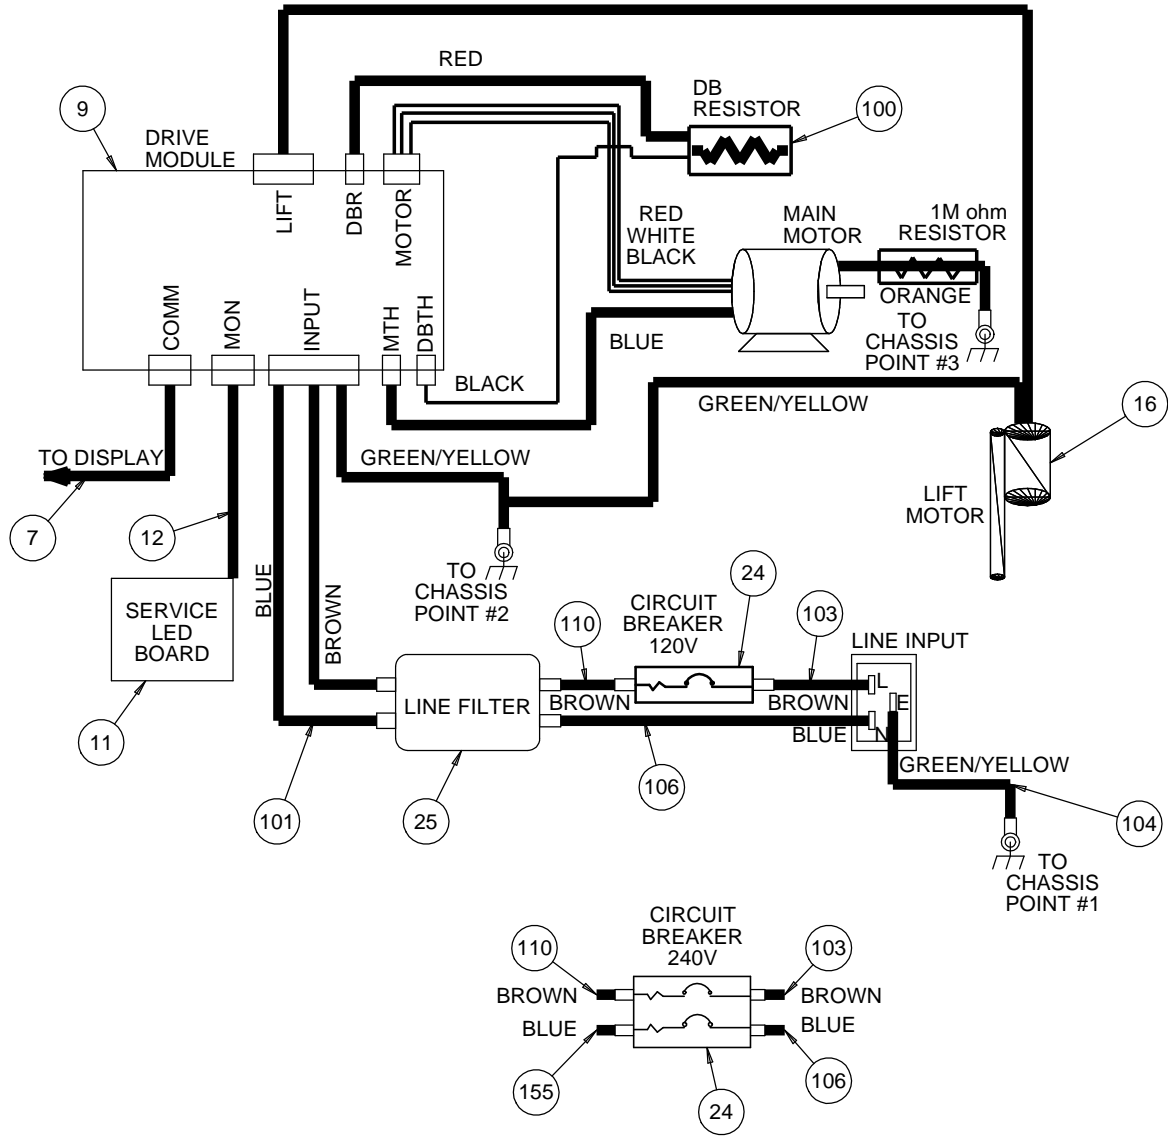 RED
9
DB
RESISTOR
100
DRIVE
MODULE
LIFT
DBR
MOTOR
RED
WHITE
BLACK
MAIN
MOTOR
1M ohm
RESISTOR
ORANGE
TO
CHASSIS
POINT #3
COMM
MON
INPUT
MTH
DBTH
BLUE
BLACK
GREEN/YELLOW
16
TO DISPLAY
GREEN/YELLOW
LIFT
MOTOR
7
12
TO
CHASSIS
POINT #2
BLUE
BROWN
SERVICE
LED
BOARD
11
24
CIRCUIT
BREAKER
120V
110
103
LINE INPUT
L
E
N
LINE FILTER
BROWN
BROWN
BLUE
GREEN/YELLOW
101
25
106
104
TO
CHASSIS
POINT #1
CIRCUIT
BREAKER
240V
110
103
BROWN
BROWN
BLUE
BLUE
155
24
106